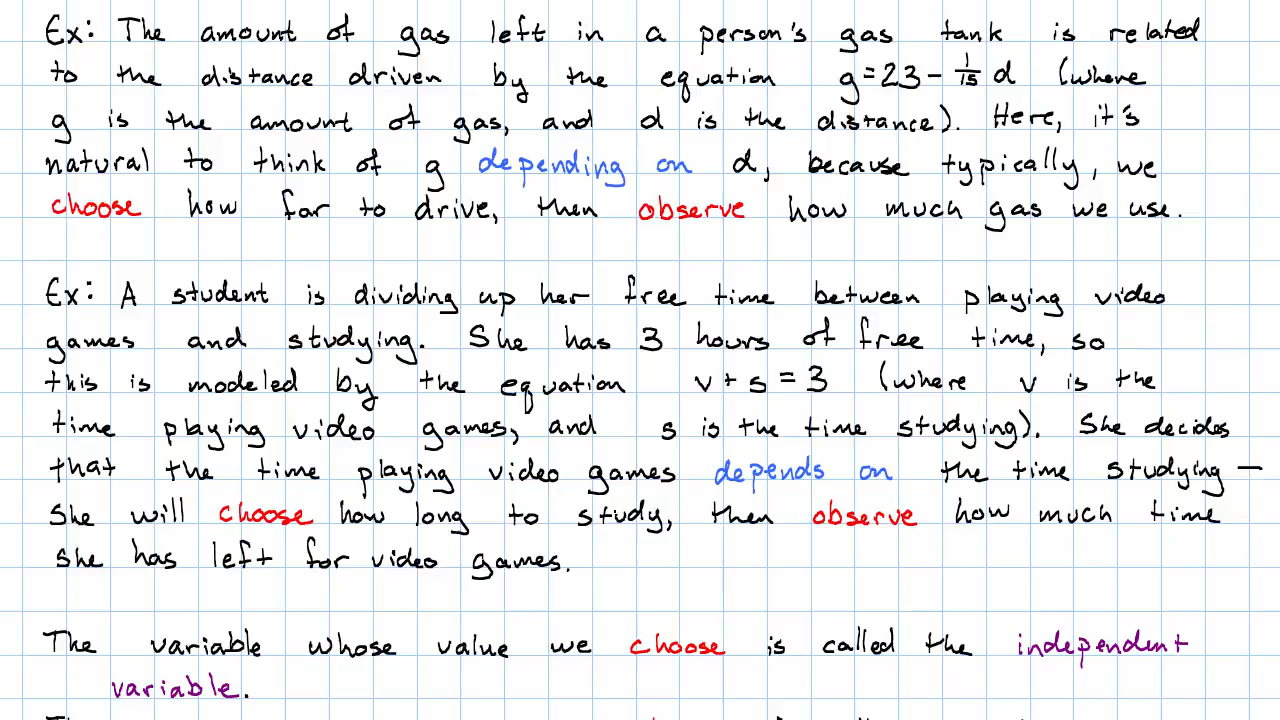 Ex: The amount of gas left in a person's gas tank is related
to the distance driven by the equation g=23-1/15 d (where
g is the amount of gas, and d is the distance). Here, it's
natural to think of g depending on d, because typically, we
choose how far to drive, then observe how much gas we use.
Ex: A student is dividing up her free time between playing video
games and studying. She has 3 hours of free time, so
this is modeled by the equation v+s=3 (where v is the
time playing video games, and s is the time studying). She decides
that the time playing video games depends on the time studying —
she will choose how long to study, then observe how much time
she has left for video games.
The variable whose value we choose is called the independent
variable.